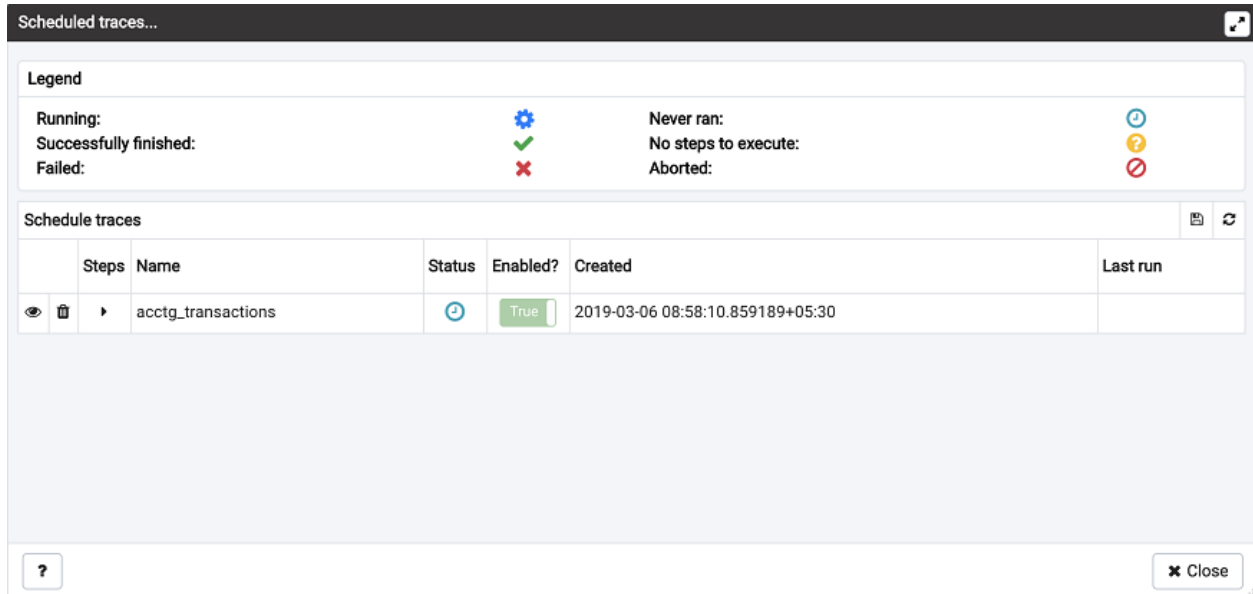 Scheduled traces...
Legend
Running:
Never ran:
Successfully finished:
No steps to execute:
Failed:
Aborted:
Schedule traces
Steps Name Status Enabled? Created Last run
acctg_transactions True 2019-03-06 08:58:10.859189+05:30
? Close